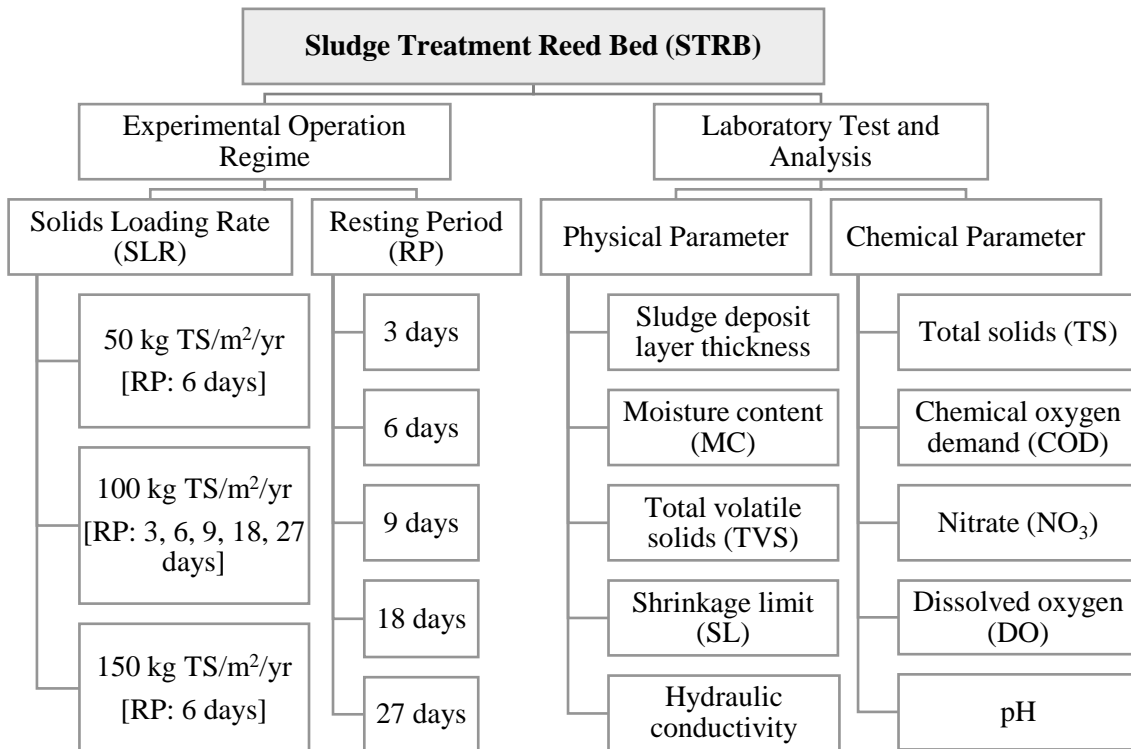 Sludge Treatment Reed Bed (STRB)
Experimental Operation
Regime
Laboratory Test and
Analysis
Solids Loading Rate
(SLR)
Resting Period
(RP)
Physical Parameter
Chemical Parameter
50 kg TS/m²/yr
[RP: 6 days]
100 kg TS/m²/yr
[RP: 3, 6, 9, 18, 27
days]
150 kg TS/m²/yr
[RP: 6 days]
3 days
6 days
9 days
18 days
27 days
Sludge deposit
layer thickness
Moisture content
(MC)
Total volatile
solids (TVS)
Shrinkage limit
(SL)
Hydraulic
conductivity
Total solids (TS)
Chemical oxygen
demand (COD)
Nitrate (NO₃)
Dissolved oxygen
(DO)
pH